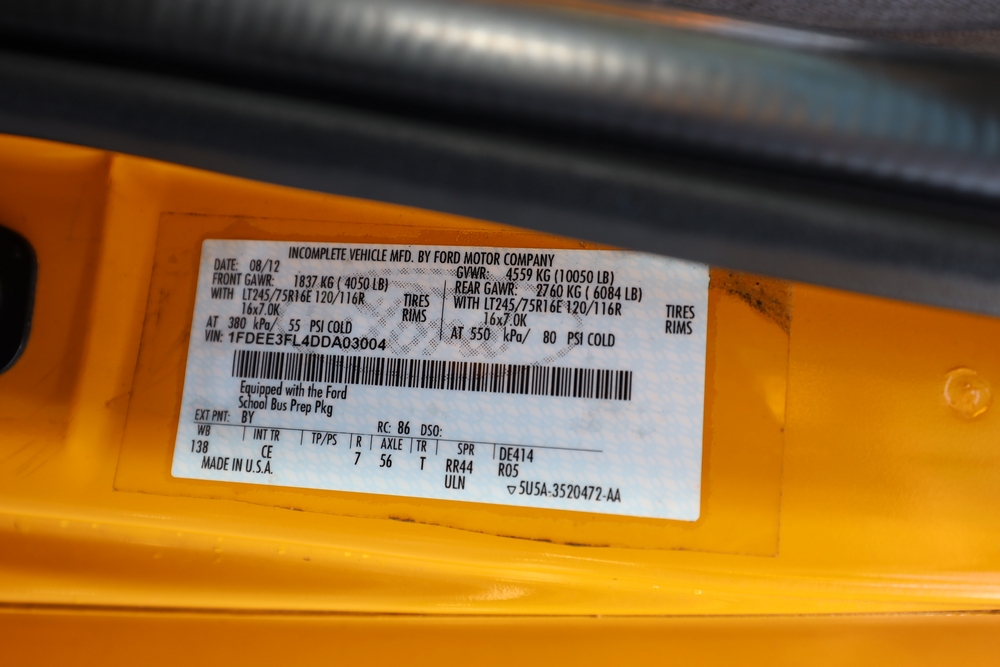 INCOMPLETE VEHICLE MFD. BY FORD MOTOR COMPANY
DATE: 08/12 GVWR: 4559 KG (10050 LB)
FRONT GAWR: 1837 KG ( 4050 LB) REAR GAWR: 2760 KG ( 6084 LB)
WITH LT245/75R16E 120/116R TIRES WITH LT245/75R16E 120/116R TIRES
16x7.0K RIMS 16x7.0K RIMS
AT 380 kPa/ 55 PSI COLD AT 550 kPa/ 80 PSI COLD
VIN: 1FDEE3FL4DDA03004
Equipped with the Ford
School Bus Prep Pkg
EXT PNT: BY RC: 86 DSO:
WB INT TR TP/PS R AXLE TR SPR DE414
138 CE 7 56 T RR44 R05
MADE IN U.S.A. ULN ▽5U5A-3520472-AA